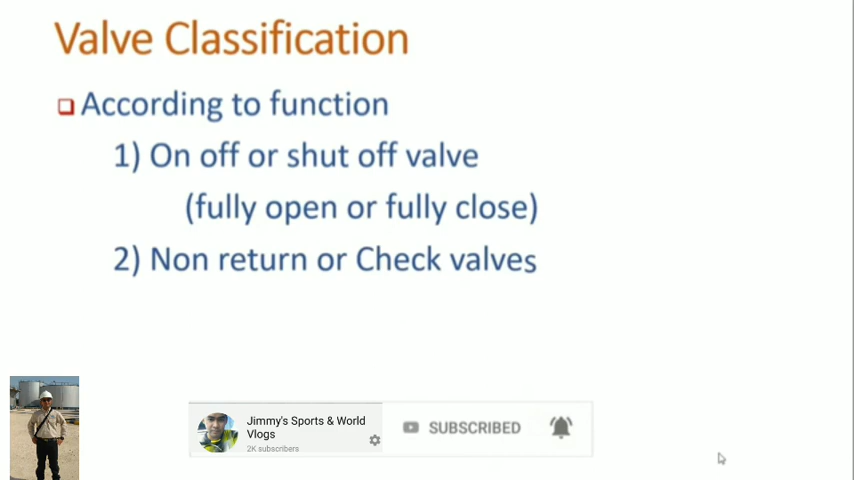 Valve Classification
According to function
1) On off or shut off valve
(fully open or fully close)
2) Non return or Check valves
Jimmy's Sports & World
Vlogs
2K subscribers
SUBSCRIBED